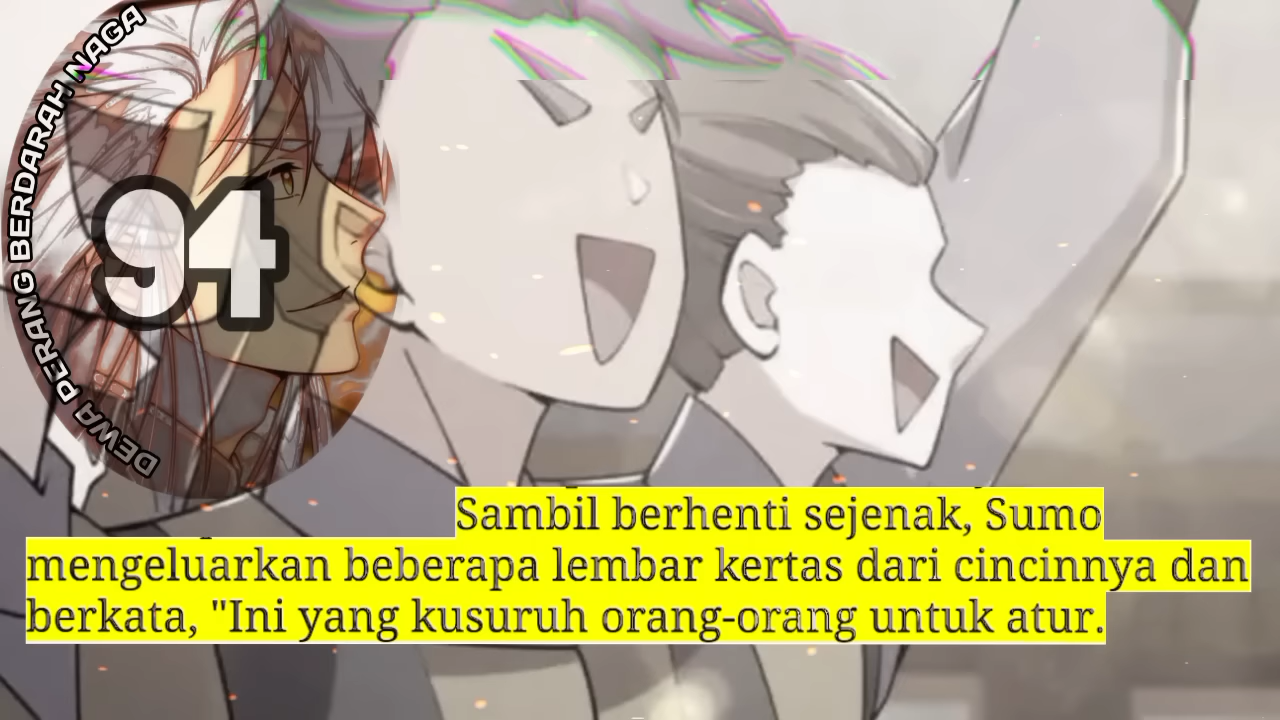 DEWA PERANG BERDARAH NAGA
94
Sambil berhenti sejenak, Sumo
mengeluarkan beberapa lembar kertas dari cincinnya dan
berkata, "Ini yang kusuruh orang-orang untuk atur.